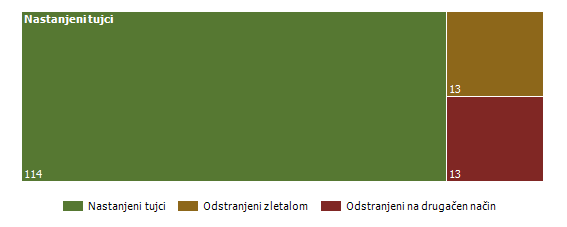 Nastanjeni tujci
13
114
13
Nastanjeni tujci Odstranjeni z letalom Odstranjeni na drugačen način